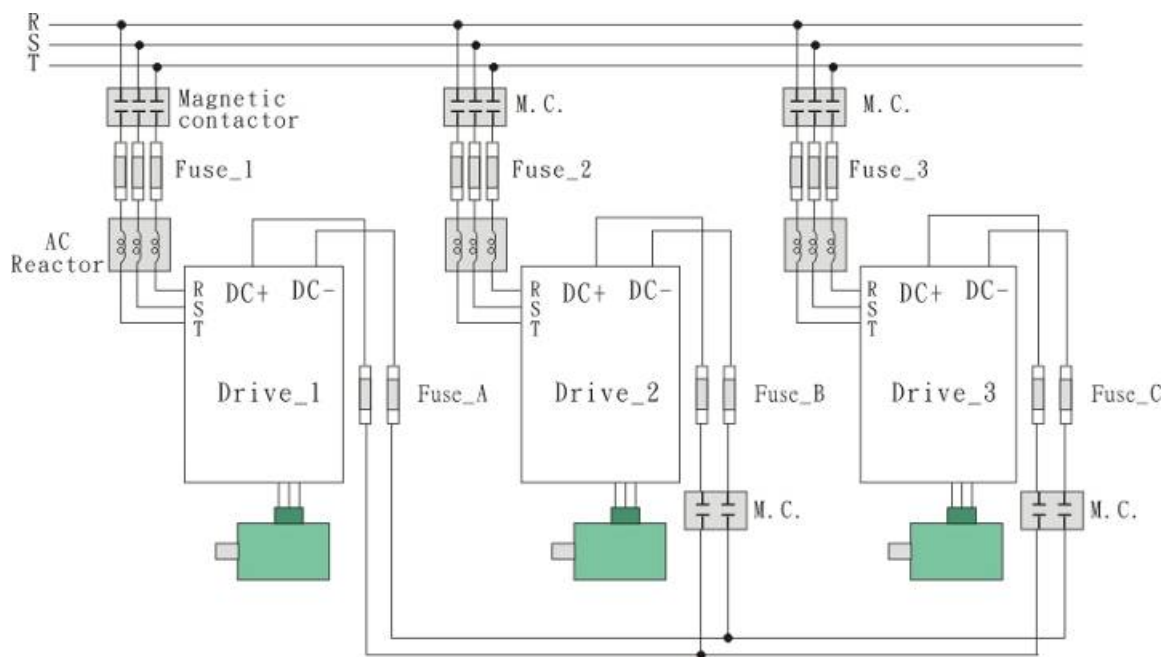 R
S
T
Magnetic
contactor
M.C.
M.C.
Fuse_1
Fuse_2
Fuse_3
AC
Reactor
R
S
T
DC+ DC-
Drive_1
Fuse_A
R
S
T
DC+ DC-
Drive_2
Fuse_B
M.C.
R
S
T
DC+ DC-
Drive_3
Fuse_C
M.C.